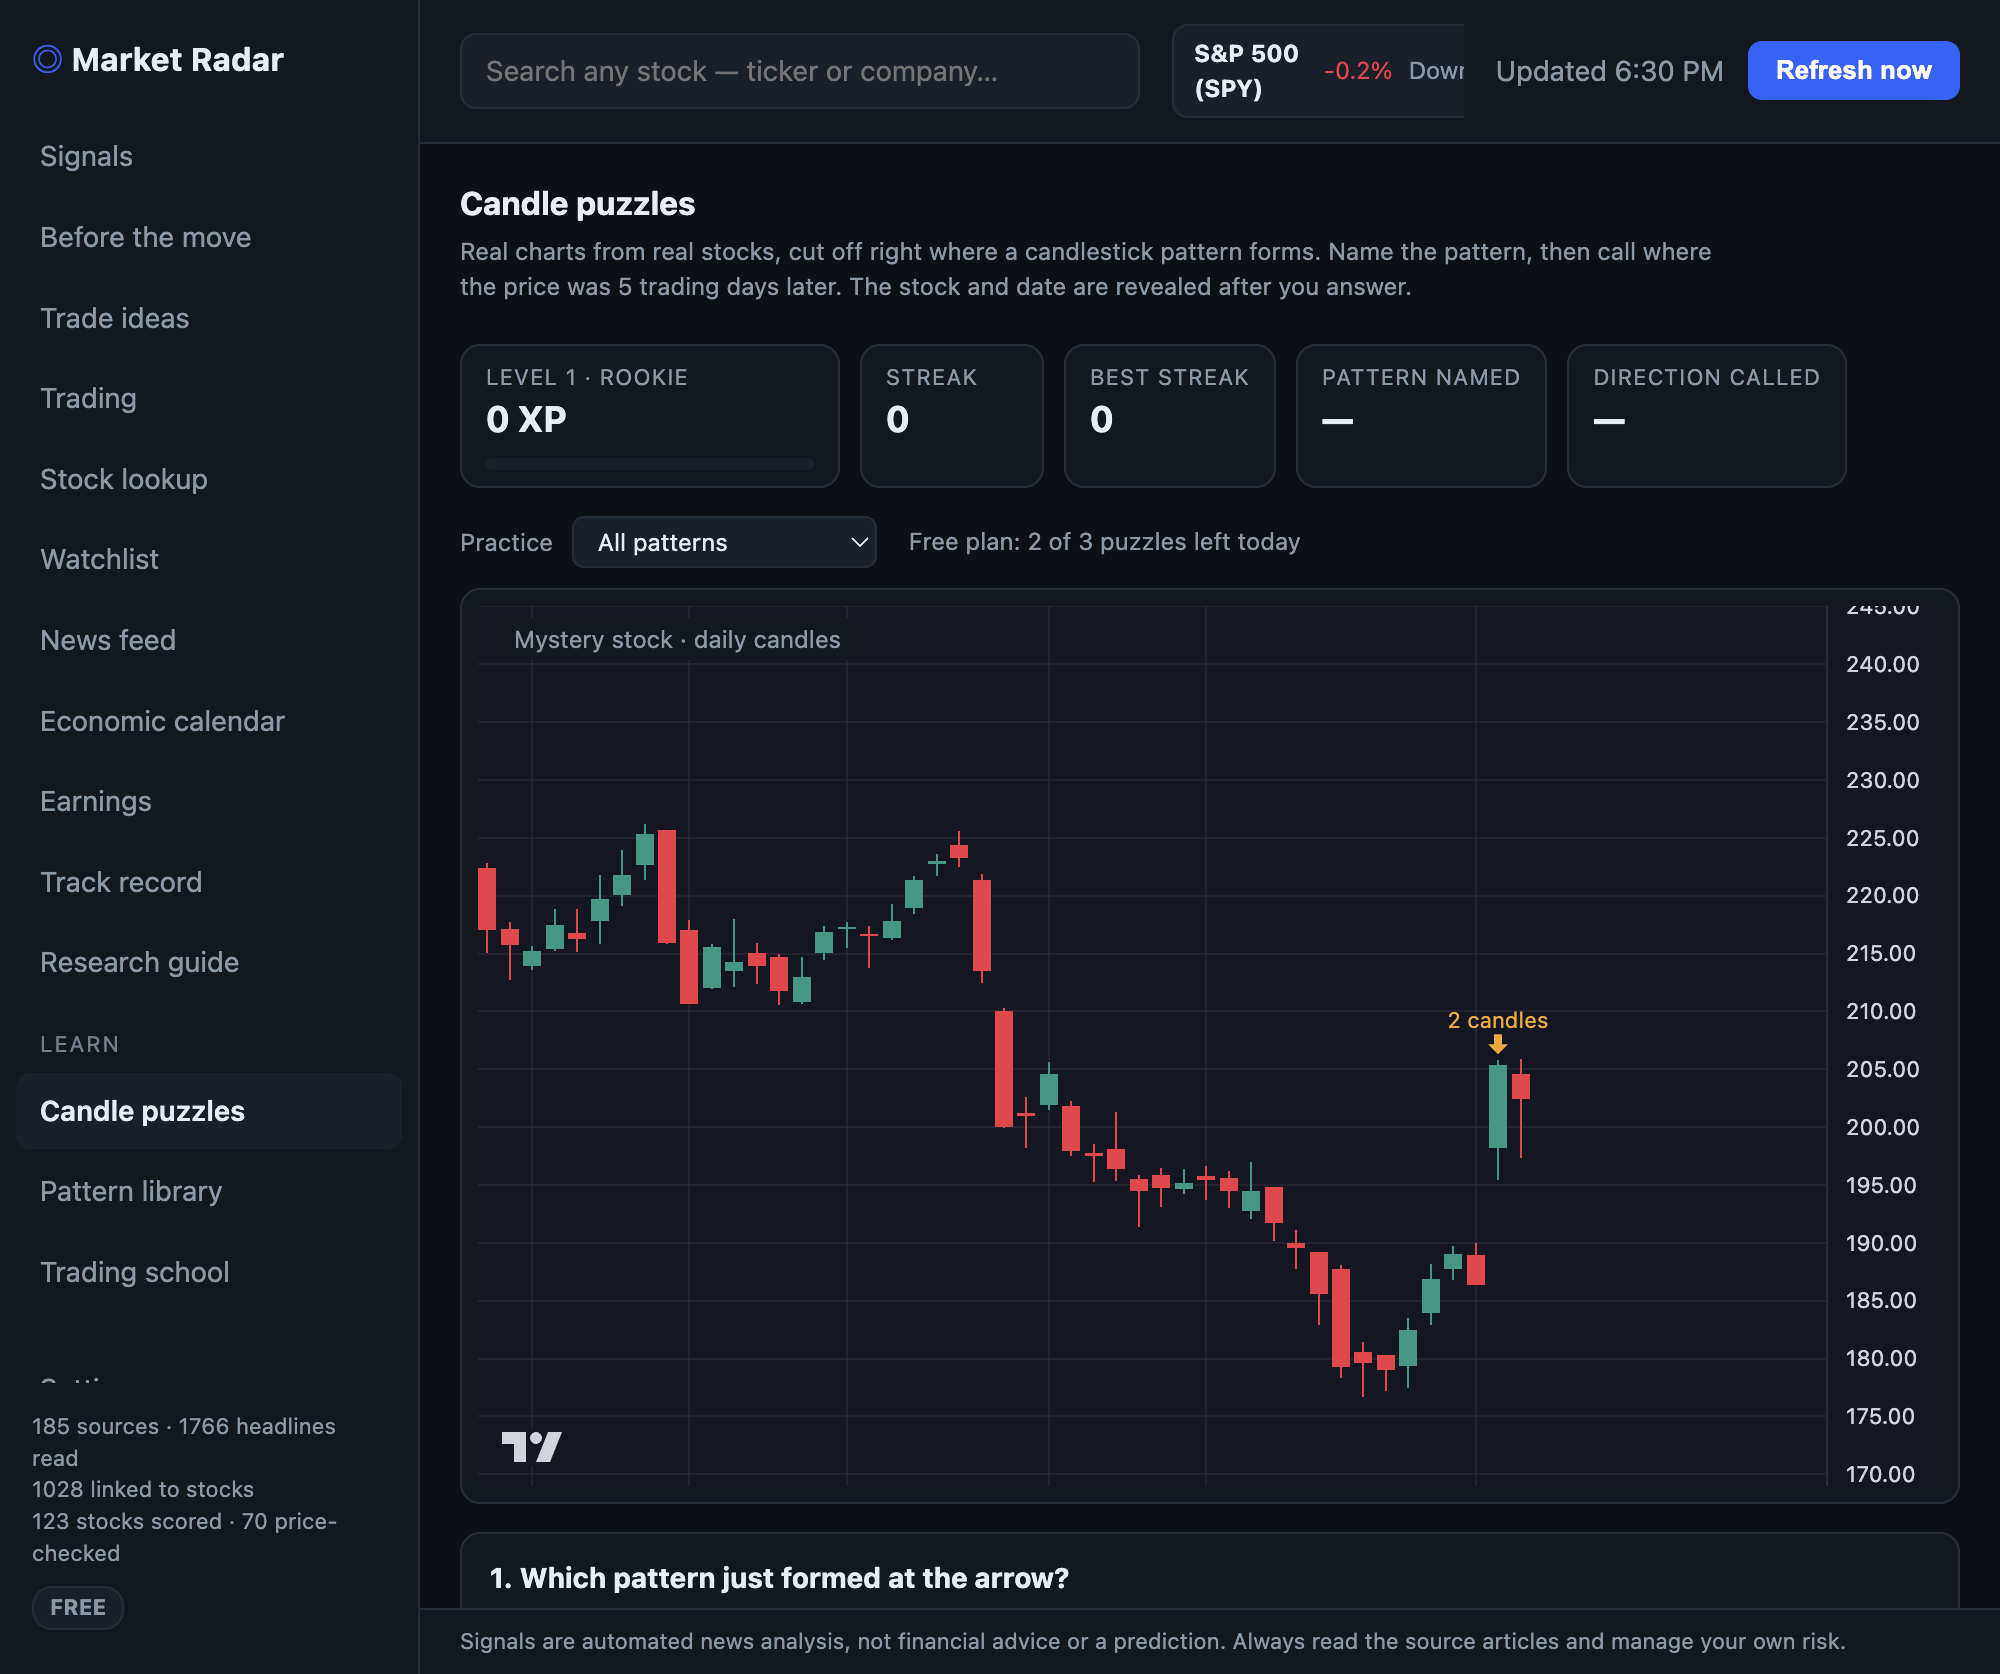 Market Radar
Search any stock — ticker or company...
S&P 500
(SPY)
-0.2%
Updated 6:30 PM
Refresh now
Signals
Before the move
Trade ideas
Trading
Stock lookup
Watchlist
News feed
Economic calendar
Earnings
Track record
Research guide
LEARN
Candle puzzles
Pattern library
Trading school
185 sources · 1766 headlines
read
1028 linked to stocks
123 stocks scored · 70 price-
checked
FREE
Candle puzzles
Real charts from real stocks, cut off right where a candlestick pattern forms. Name the pattern, then call where
the price was 5 trading days later. The stock and date are revealed after you answer.
LEVEL 1 · ROOKIE
0 XP
STREAK
0
BEST STREAK
0
PATTERN NAMED
—
DIRECTION CALLED
—
Practice
All patterns
Free plan: 2 of 3 puzzles left today
Mystery stock · daily candles
245.00
240.00
235.00
230.00
225.00
220.00
215.00
210.00
205.00
200.00
195.00
190.00
185.00
180.00
175.00
170.00
2 candles
1. Which pattern just formed at the arrow?
Signals are automated news analysis, not financial advice or a prediction. Always read the source articles and manage your own risk.